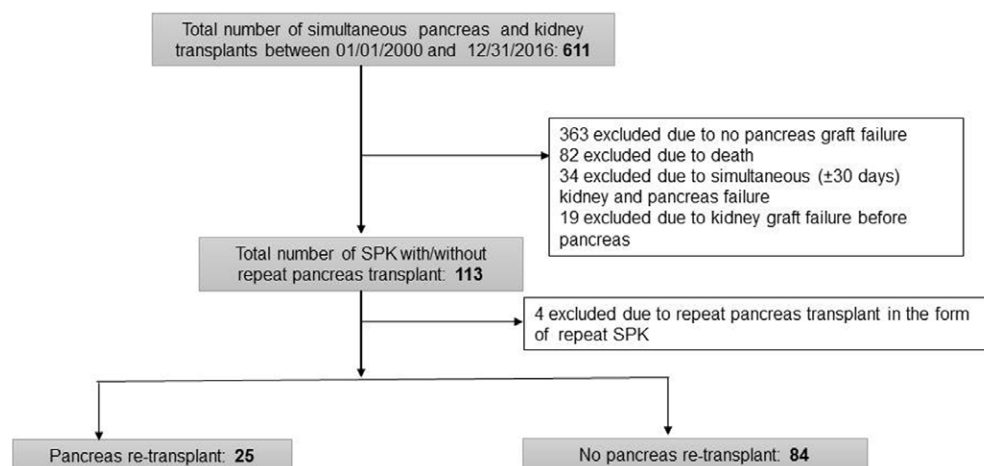 Total number of simultaneous pancreas and kidney
transplants between 01/01/2000 and 12/31/2016: 611
363 excluded due to no pancreas graft failure
82 excluded due to death
34 excluded due to simultaneous (±30 days)
kidney and pancreas failure
19 excluded due to kidney graft failure before
pancreas
Total number of SPK with/without
repeat pancreas transplant: 113
4 excluded due to repeat pancreas transplant in the form
of repeat SPK
Pancreas re-transplant: 25
No pancreas re-transplant: 84